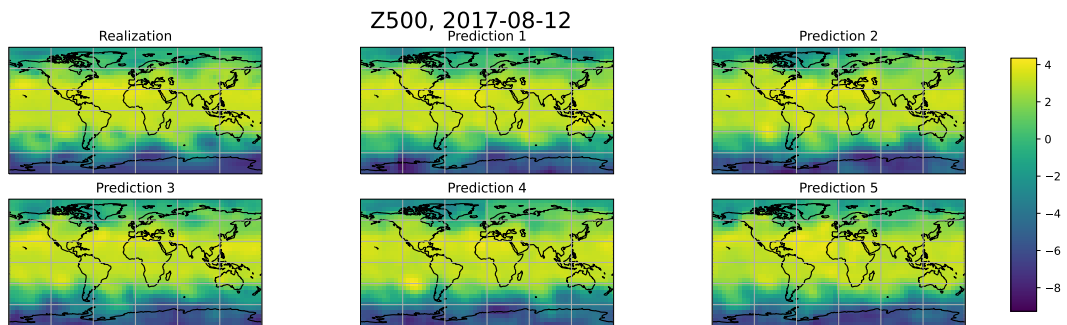 Z500, 2017-08-12
Realization
Prediction 1
Prediction 2
Prediction 3
Prediction 4
Prediction 5
4
2
0
−2
−4
−6
−8